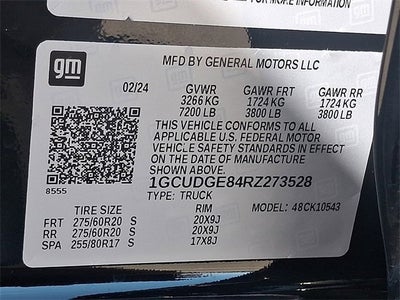 FOR MORE INFORMATION
gm
MFD BY GENERAL MOTORS LLC
02/24 GVWR GAWR FRT GAWR RR
3266 KG 1724 KG 1724 KG
7200 LB 3800 LB 3800 LB
THIS VEHICLE CONFORMS TO ALL
APPLICABLE U.S. FEDERAL MOTOR
VEHICLE SAFETY STANDARDS IN EFFECT
ON THE DATE OF MANUFACTURE
SHOWN ABOVE.
8555
1GCUDGE84RZ273528
TYPE: TRUCK MODEL: 48CK10543
TIRE SIZE RIM
FRT 275/60R20 S 20X9J
RR 275/60R20 S 20X9J
SPA 255/80R17 S 17X8J